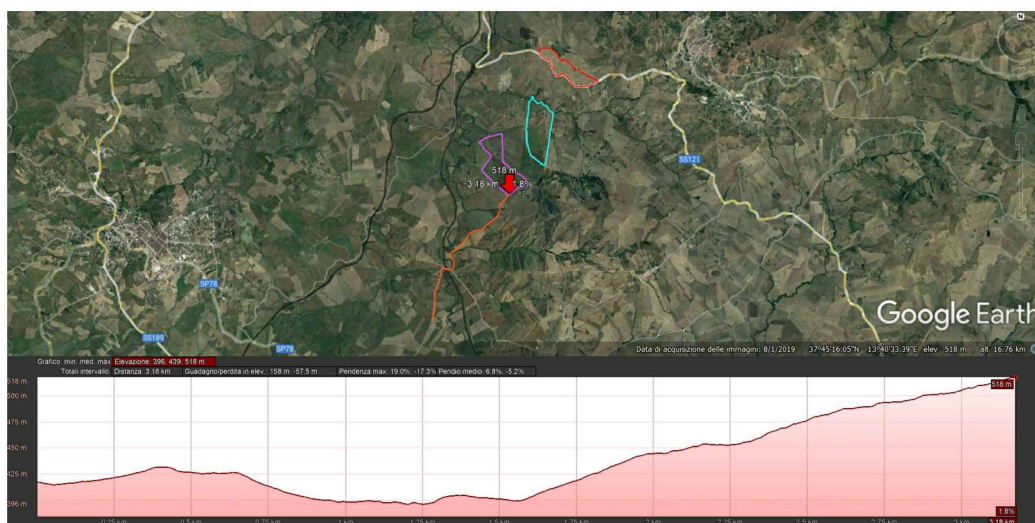 N
SS121
518 m
3.18 km 1.8%
SP78
SS189
SP78
Google Earth
Data di acquisizione delle immagini: 8/1/2019 37°45'16.05"N 13°40'33.39"E elev 518 m alt 16.76 km
Grafico: min, med, max Elevazione: 396, 439, 518 m
Totali intervallo: Distanza: 3.18 km Guadagno/perdita in elev.: 158 m, -57.5 m Pendenza max: 19.0%, -17.3% Pendio medio: 6.8%, -5.2%
518 m
518 m
500 m
475 m
450 m
425 m
396 m
1.8%
0.25 km 0.5 km 0.75 km 1 km 1.25 km 1.5 km 1.75 km 2 km 2.25 km 2.5 km 2.75 km 3 km 3.18 km